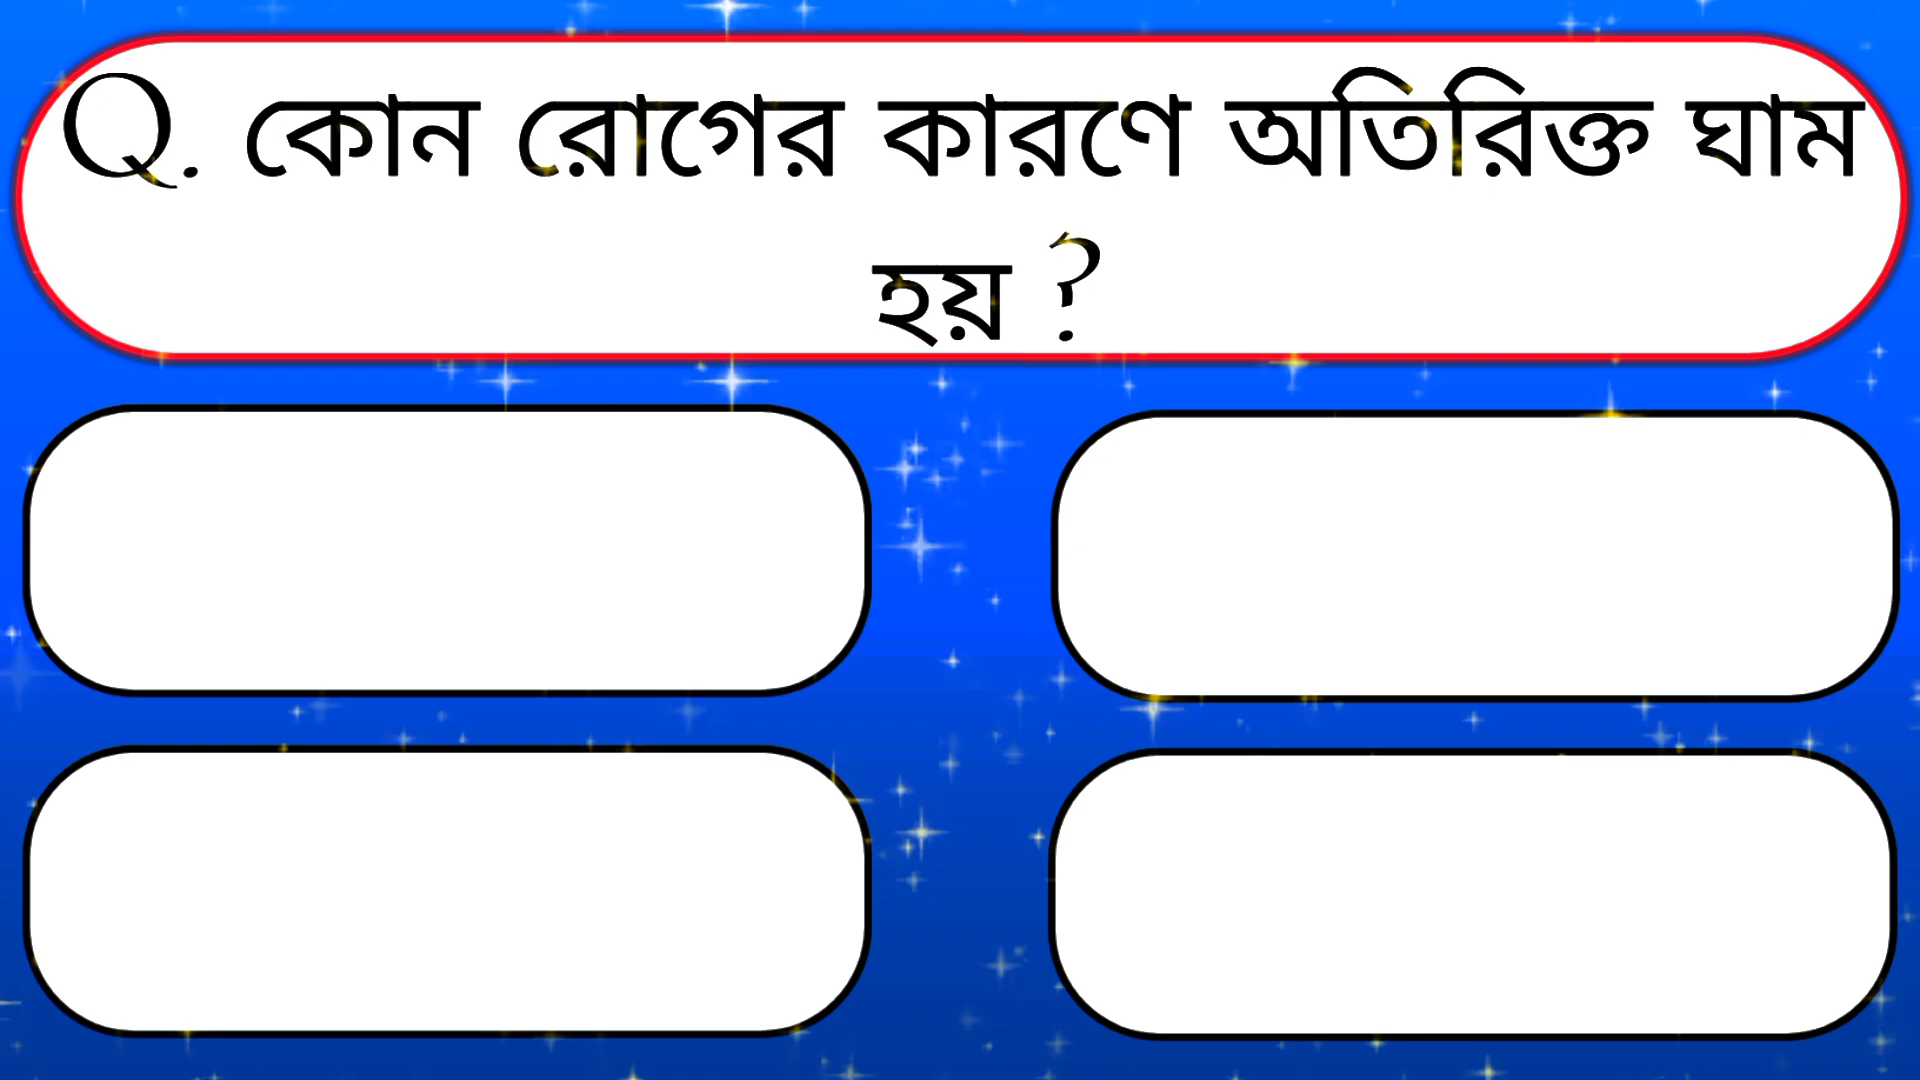 Q. কোন রোগের কারণে অতিরিক্ত ঘাম
হয় ?